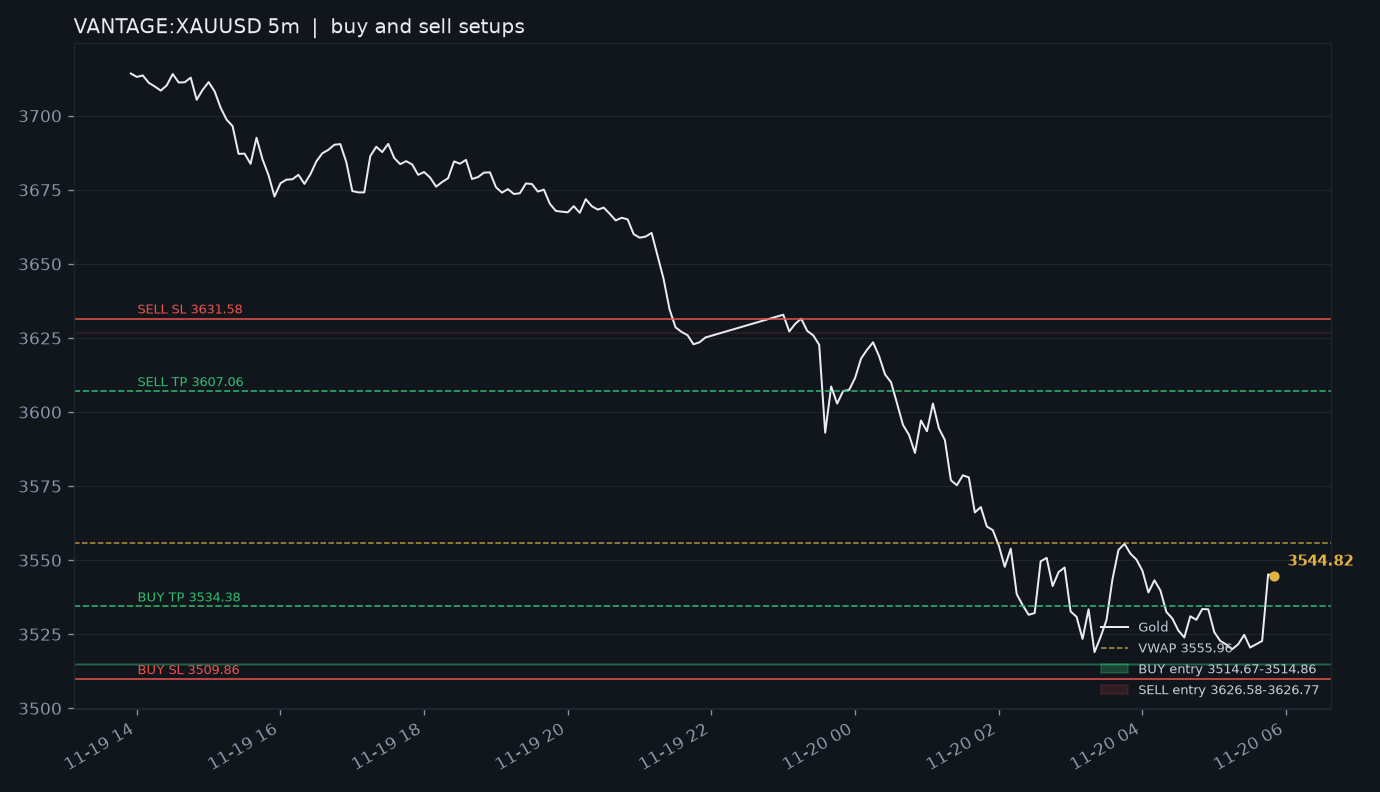 VANTAGE:XAUUSD 5m | buy and sell setups
3700
3675
3650
SELL SL 3631.58
3625
SELL TP 3607.06
3600
3575
3550
3544.82
BUY TP 3534.38
3525
Gold
VWAP 3555.96
BUY SL 3509.86
BUY entry 3514.67-3514.86
SELL entry 3626.58-3626.77
3500
11-19 14
11-19 16
11-19 18
11-19 20
11-19 22
11-20 00
11-20 02
11-20 04
11-20 06